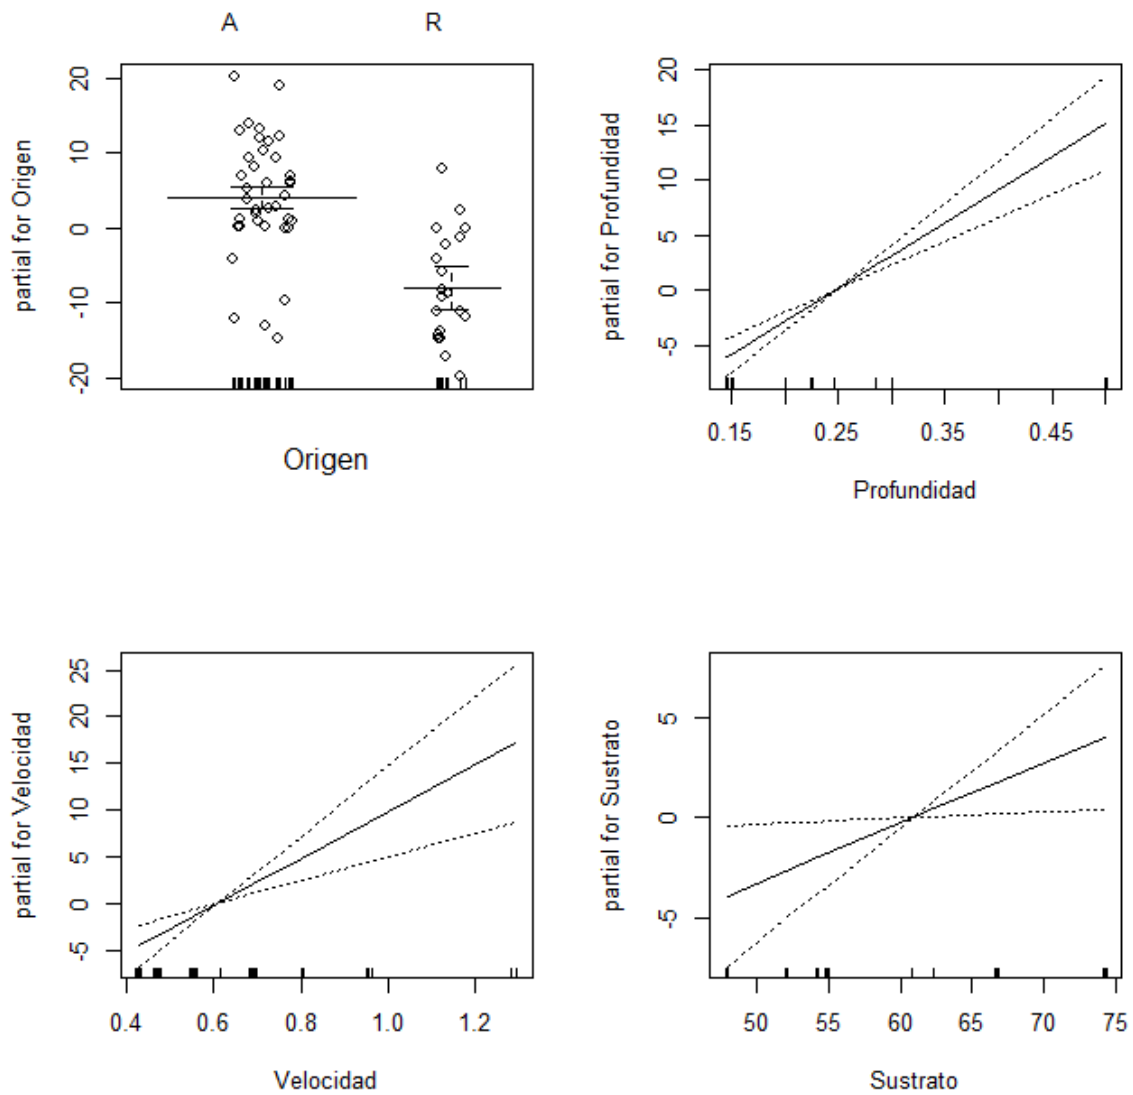 A R
partial for Origen
20
10
0
-10
-20
Origen
partial for Profundidad
20
15
10
5
0
-5
0.15 0.25 0.35 0.45
Profundidad
partial for Velocidad
25
20
15
10
5
0
-5
0.4 0.6 0.8 1.0 1.2
Velocidad
partial for Sustrato
5
0
-5
50 55 60 65 70 75
Sustrato